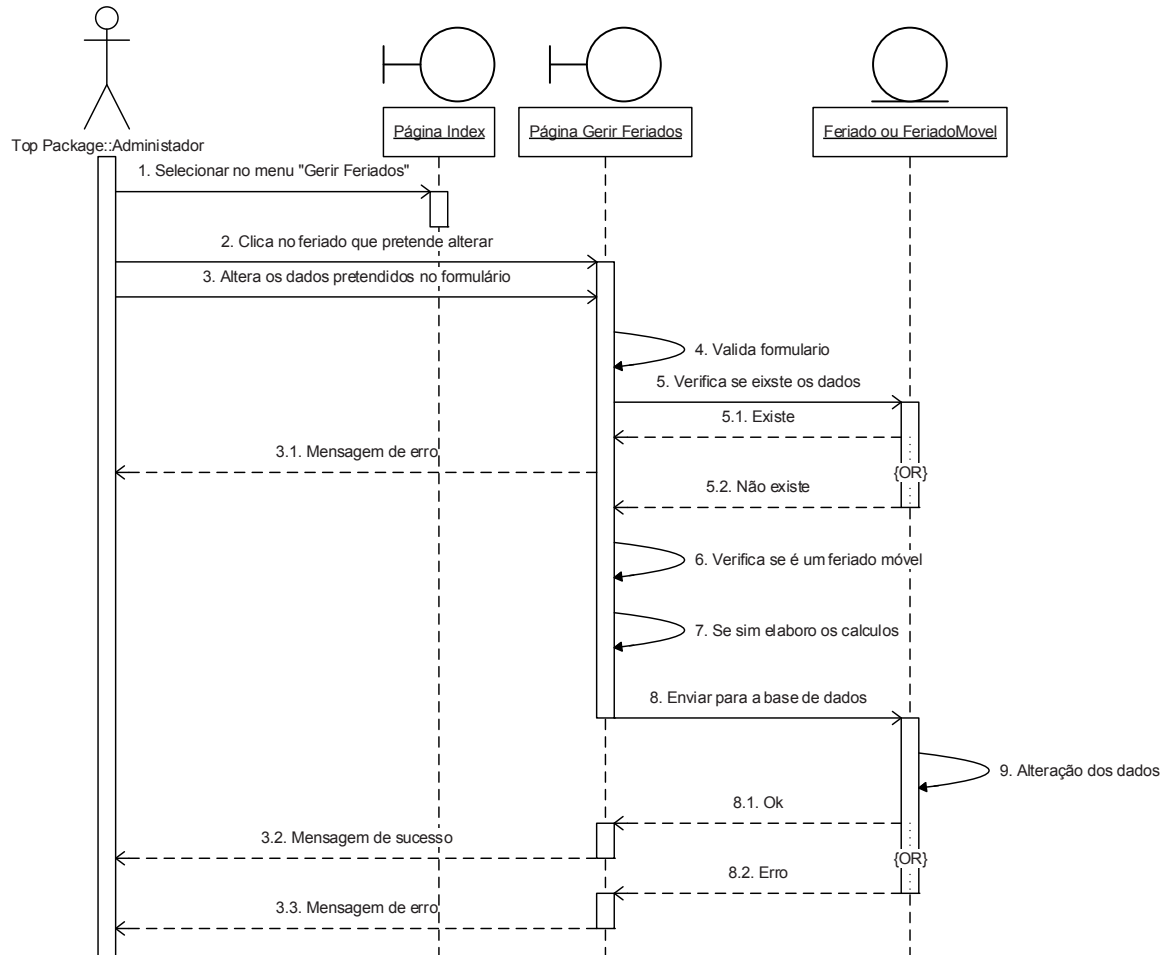 Top Package::Administador
Página Index
Página Gerir Feriados
Feriado ou FeriadoMovel
1. Selecionar no menu "Gerir Feriados"
2. Clica no feriado que pretende alterar
3. Altera os dados pretendidos no formulário
4. Valida formulario
5. Verifica se eixste os dados
5.1. Existe
3.1. Mensagem de erro
{OR}
5.2. Não existe
6. Verifica se é um feriado móvel
7. Se sim elaboro os calculos
8. Enviar para a base de dados
9. Alteração dos dados
8.1. Ok
3.2. Mensagem de sucesso
{OR}
8.2. Erro
3.3. Mensagem de erro